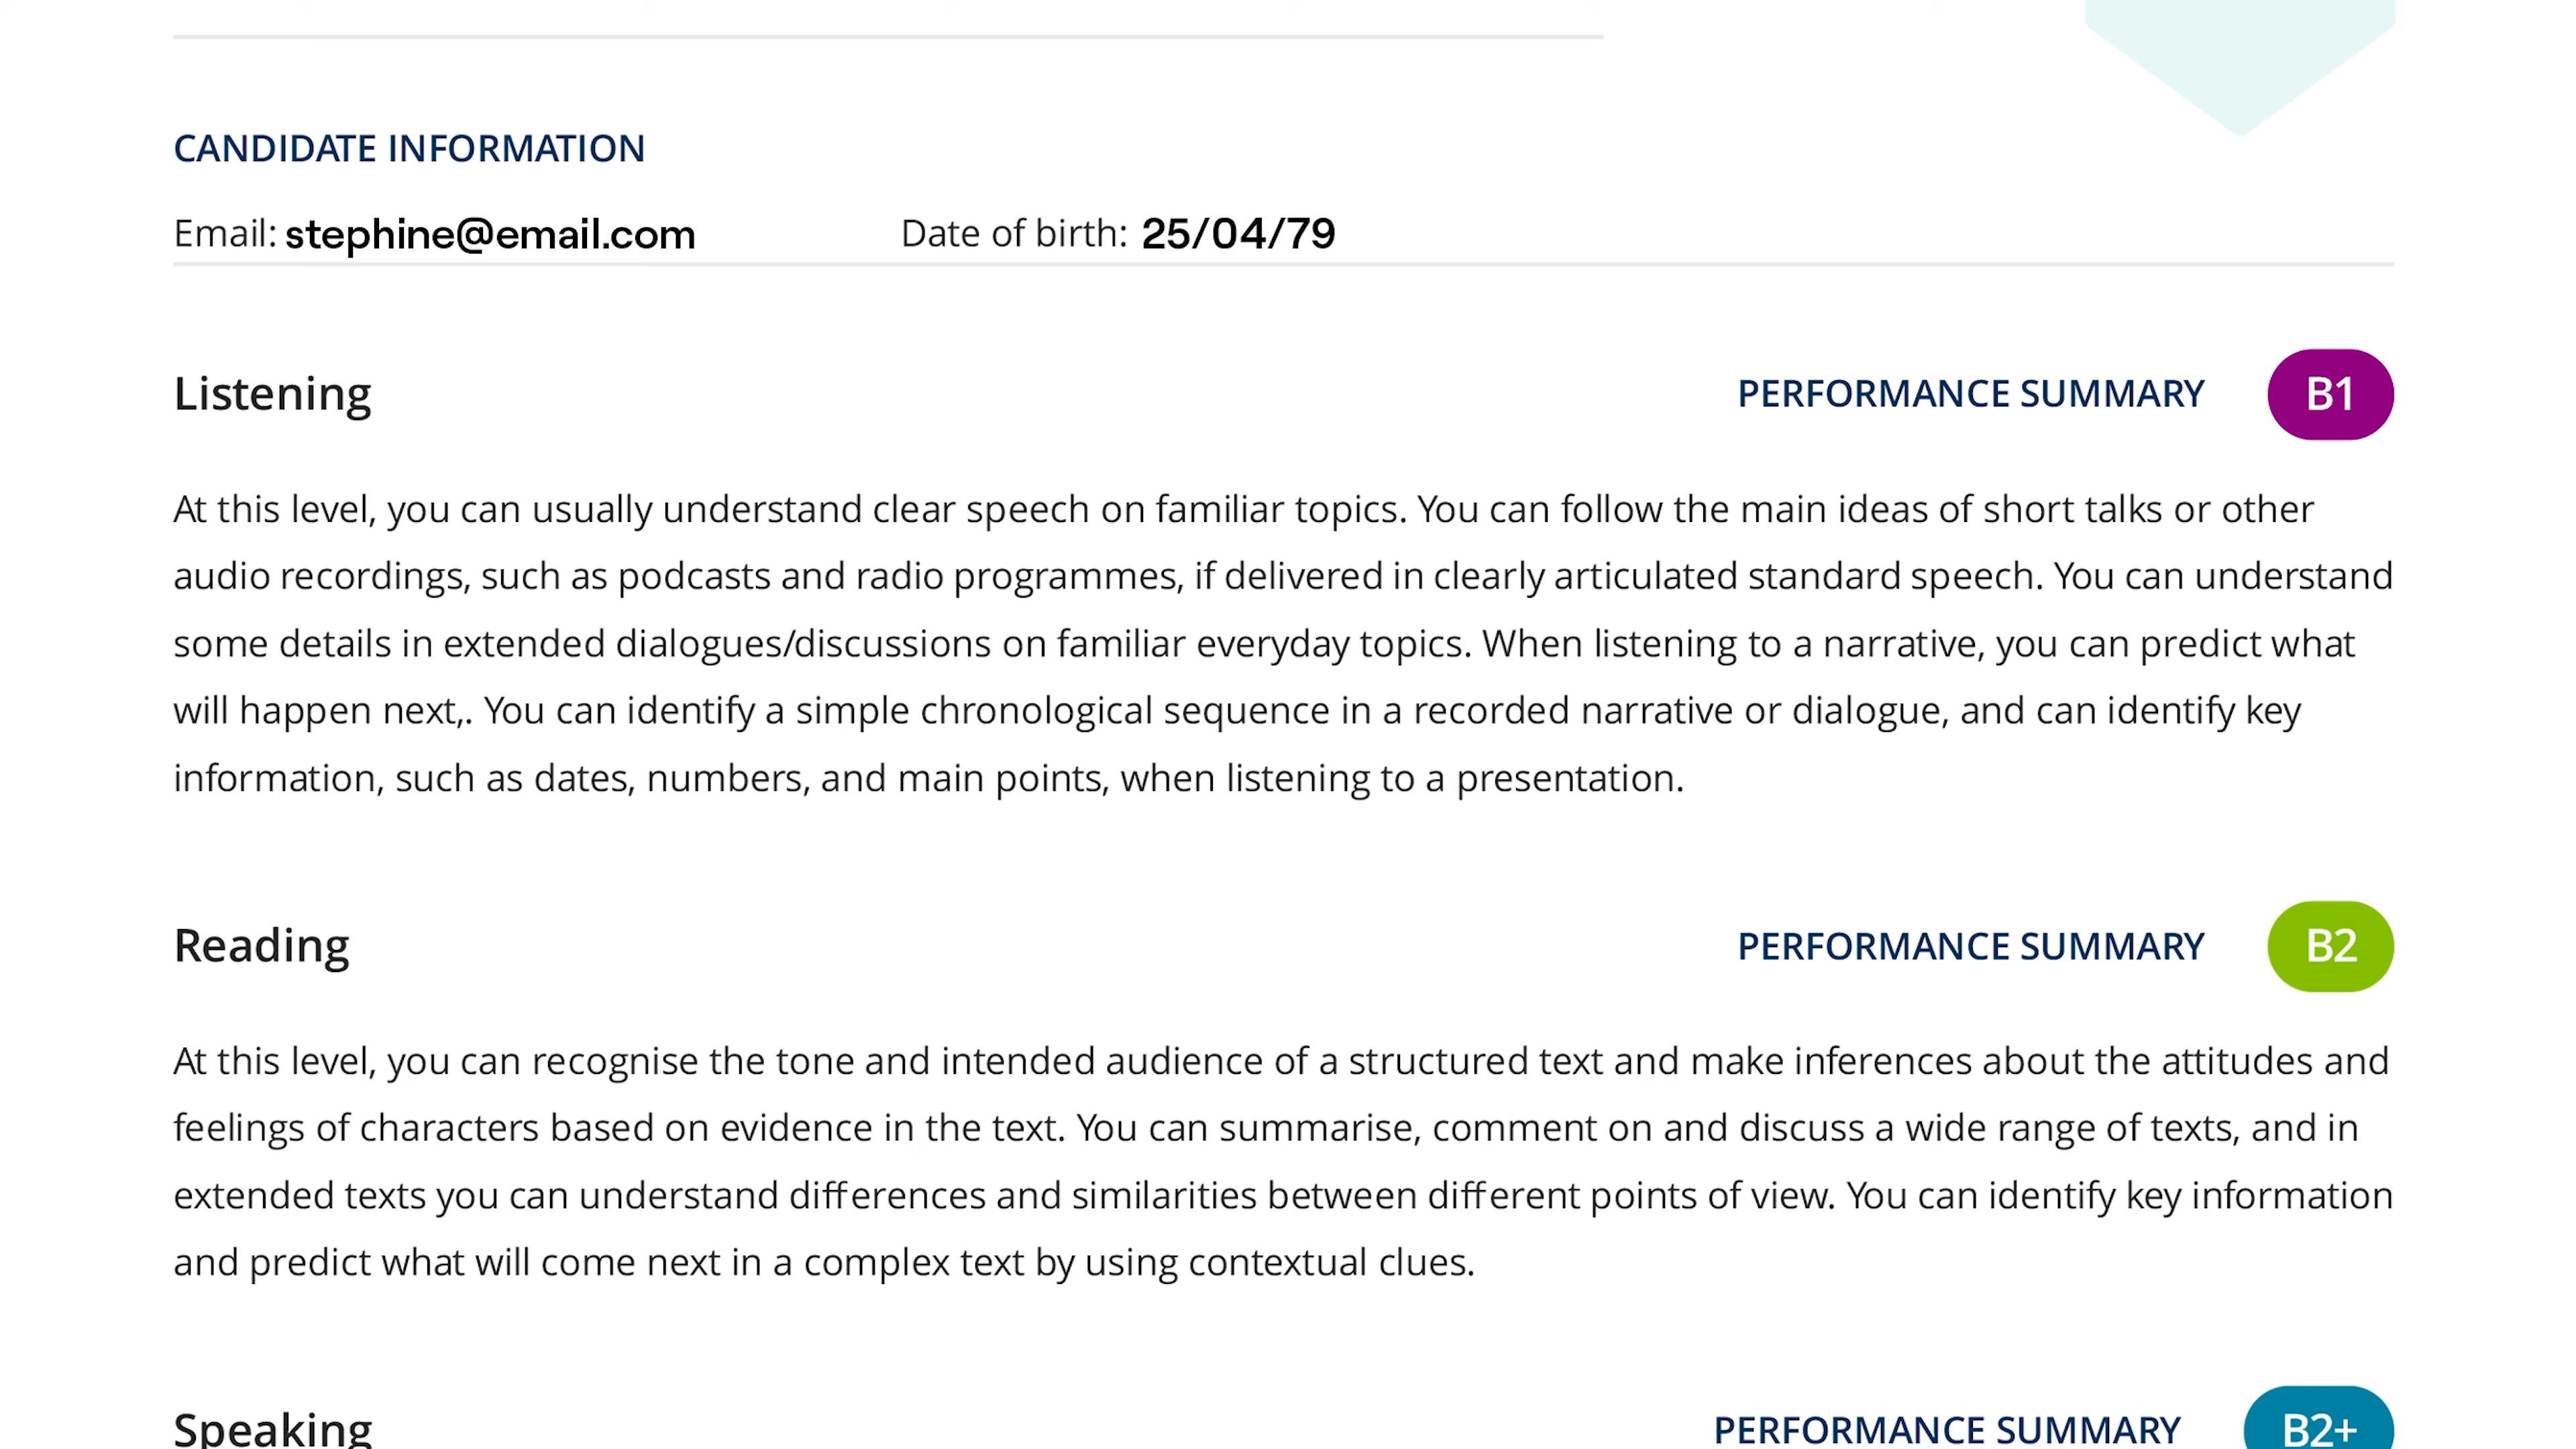 CANDIDATE INFORMATION
Email: stephine@email.com Date of birth: 25/04/79
Listening PERFORMANCE SUMMARY B1
At this level, you can usually understand clear speech on familiar topics. You can follow the main ideas of short talks or other
audio recordings, such as podcasts and radio programmes, if delivered in clearly articulated standard speech. You can understand
some details in extended dialogues/discussions on familiar everyday topics. When listening to a narrative, you can predict what
will happen next,. You can identify a simple chronological sequence in a recorded narrative or dialogue, and can identify key
information, such as dates, numbers, and main points, when listening to a presentation.
Reading PERFORMANCE SUMMARY B2
At this level, you can recognise the tone and intended audience of a structured text and make inferences about the attitudes and
feelings of characters based on evidence in the text. You can summarise, comment on and discuss a wide range of texts, and in
extended texts you can understand differences and similarities between different points of view. You can identify key information
and predict what will come next in a complex text by using contextual clues.
Speaking PERFORMANCE SUMMARY B2+